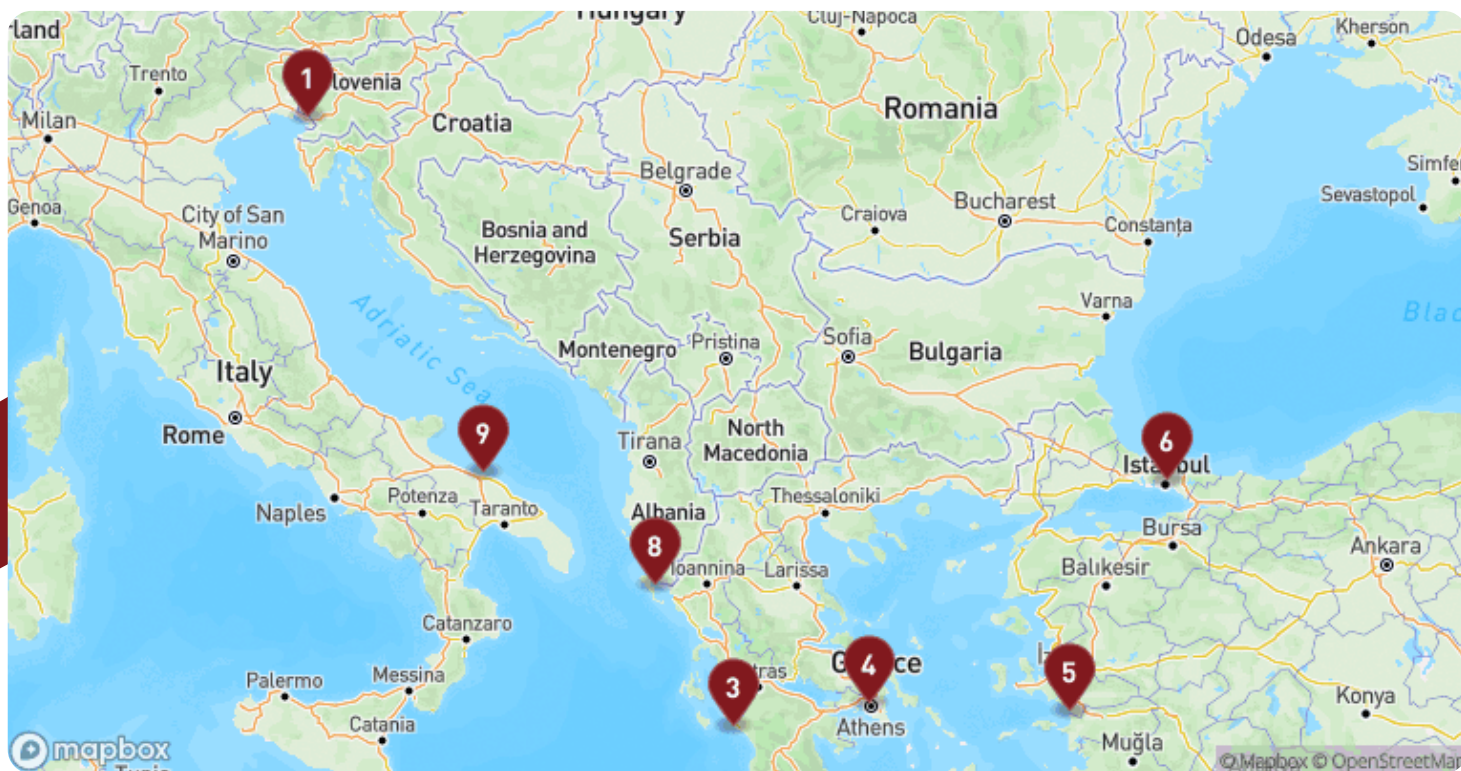 Hungary
Cluj-Napoca
Kherson
Odesa
rland
Trento
1
lovenia
Milan
Croatia
Romania
Belgrade
Simfe
Sevastopol
Genoa
City of San
Marino
Bosnia and
Herzegovina
Serbia
Craiova
Bucharest
Constanța
Adriatic Sea
Varna
Blac
Montenegro
Pristina
Sofia
Bulgaria
Italy
Rome
9
Tirana
North
Macedonia
6
Istanbul
Naples
Potenza
Taranto
Albania
Thessaloniki
Bursa
8
Ioannina
Larissa
Balıkesir
Ankara
Catanzaro
Palermo
Messina
3
tras
G
4
ce
Athens
I
5
Konya
Catania
Muğla
mapbox
© Mapbox © OpenStreetMap